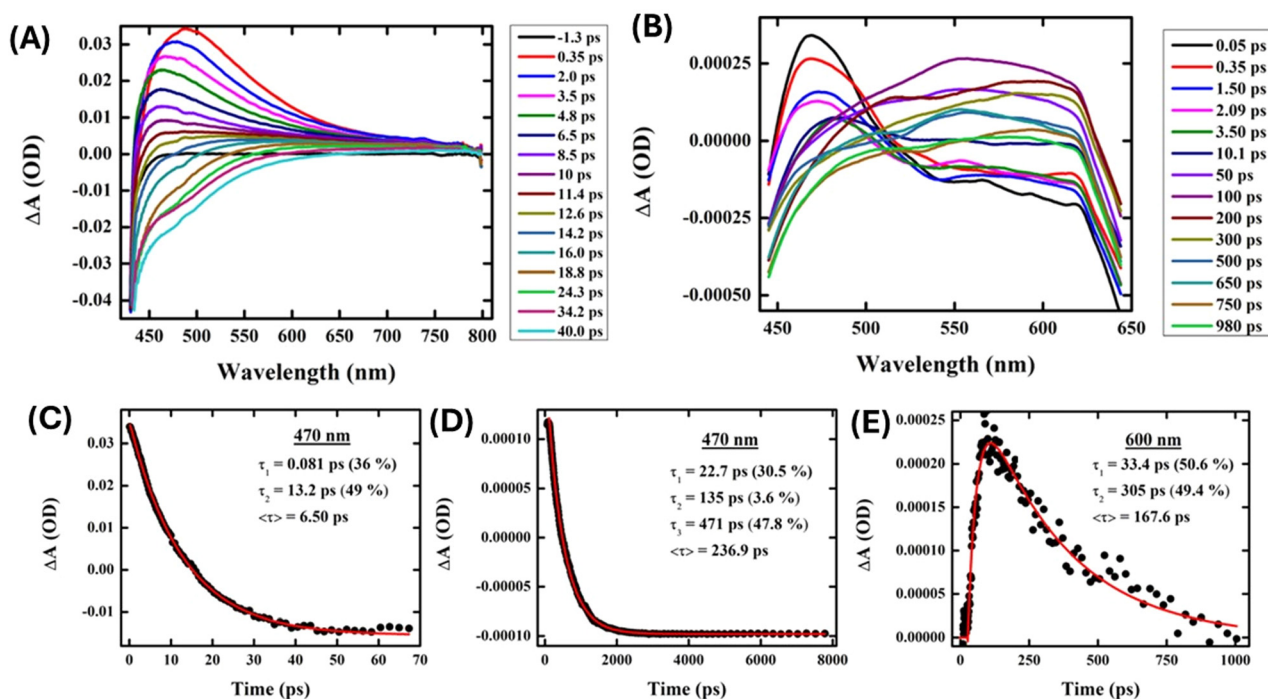 (A)
ΔA (OD)
0.03
0.02
0.01
0.00
-0.01
-0.02
-0.03
-0.04
450 500 550 600 650 700 750 800
Wavelength (nm)
-1.3 ps
0.35 ps
2.0 ps
3.5 ps
4.8 ps
6.5 ps
8.5 ps
10 ps
11.4 ps
12.6 ps
14.2 ps
16.0 ps
18.8 ps
24.3 ps
34.2 ps
40.0 ps
(B)
ΔA (OD)
0.00025
0.00000
-0.00025
-0.00050
450 500 550 600 650
Wavelength (nm)
0.05 ps
0.35 ps
1.50 ps
2.09 ps
3.50 ps
10.1 ps
50 ps
100 ps
200 ps
300 ps
500 ps
650 ps
750 ps
980 ps
(C)
ΔA (OD)
0.03
0.02
0.01
0.00
-0.01
0 10 20 30 40 50 60 70
Time (ps)
470 nm
τ1 = 0.081 ps (36 %)
τ2 = 13.2 ps (49 %)
<τ> = 6.50 ps
(D)
ΔA (OD)
0.00010
0.00005
0.00000
-0.00005
-0.00010
0 2000 4000 6000 8000
Time (ps)
470 nm
τ1 = 22.7 ps (30.5 %)
τ2 = 135 ps (3.6 %)
τ3 = 471 ps (47.8 %)
<τ> = 236.9 ps
(E)
ΔA (OD)
0.00025
0.00020
0.00015
0.00010
0.00005
0.00000
0 250 500 750 1000
Time (ps)
600 nm
τ1 = 33.4 ps (50.6 %)
τ2 = 305 ps (49.4 %)
<τ> = 167.6 ps